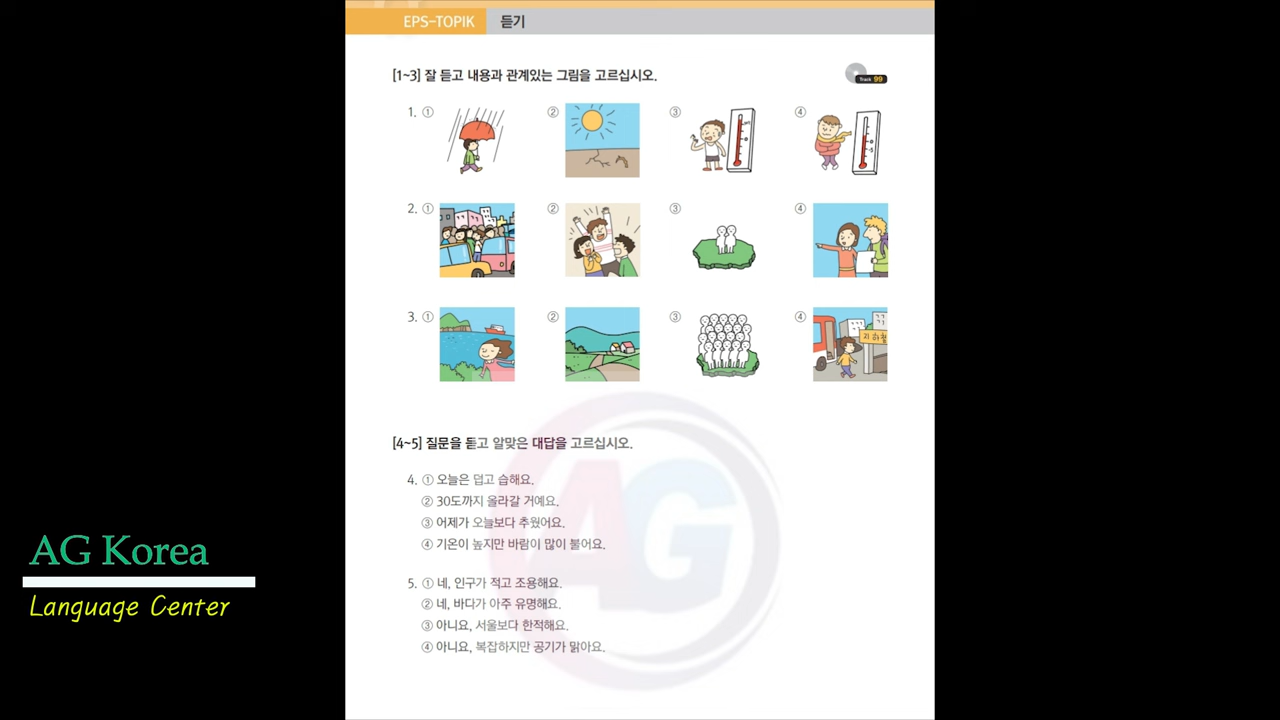 EPS-TOPIK 듣기
[1~3] 잘 듣고 내용과 관계있는 그림을 고르십시오.
Track 99
1. ① ② ③ ④
2. ① ② ③ ④
3. ① ② ③ ④
지하철
[4~5] 질문을 듣고 알맞은 대답을 고르십시오.
4. ① 오늘은 덥고 습해요.
② 30도까지 올라갈 거예요.
③ 어제가 오늘보다 추웠어요.
④ 기온이 높지만 바람이 많이 불어요.
5. ① 네, 인구가 적고 조용해요.
② 네, 바다가 아주 유명해요.
③ 아니요, 서울보다 한적해요.
④ 아니요, 복잡하지만 공기가 맑아요.
AG
AG Korea
Language Center